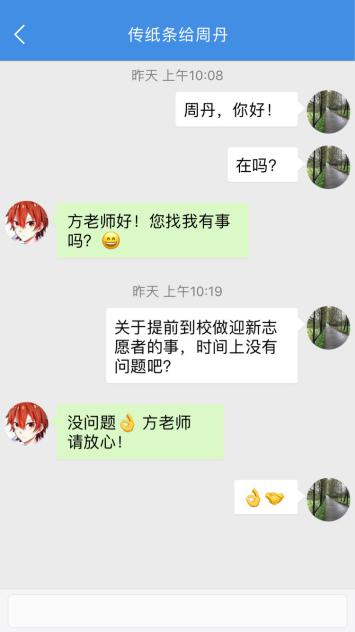 传纸条给周丹
昨天 上午10:08
周丹，你好！
在吗？
方老师好！您找我有事
吗？😄
昨天 上午10:19
关于提前到校做迎新志
愿者的事，时间上没有
问题吧？
没问题👌 方老师
请放心！
👌🤝